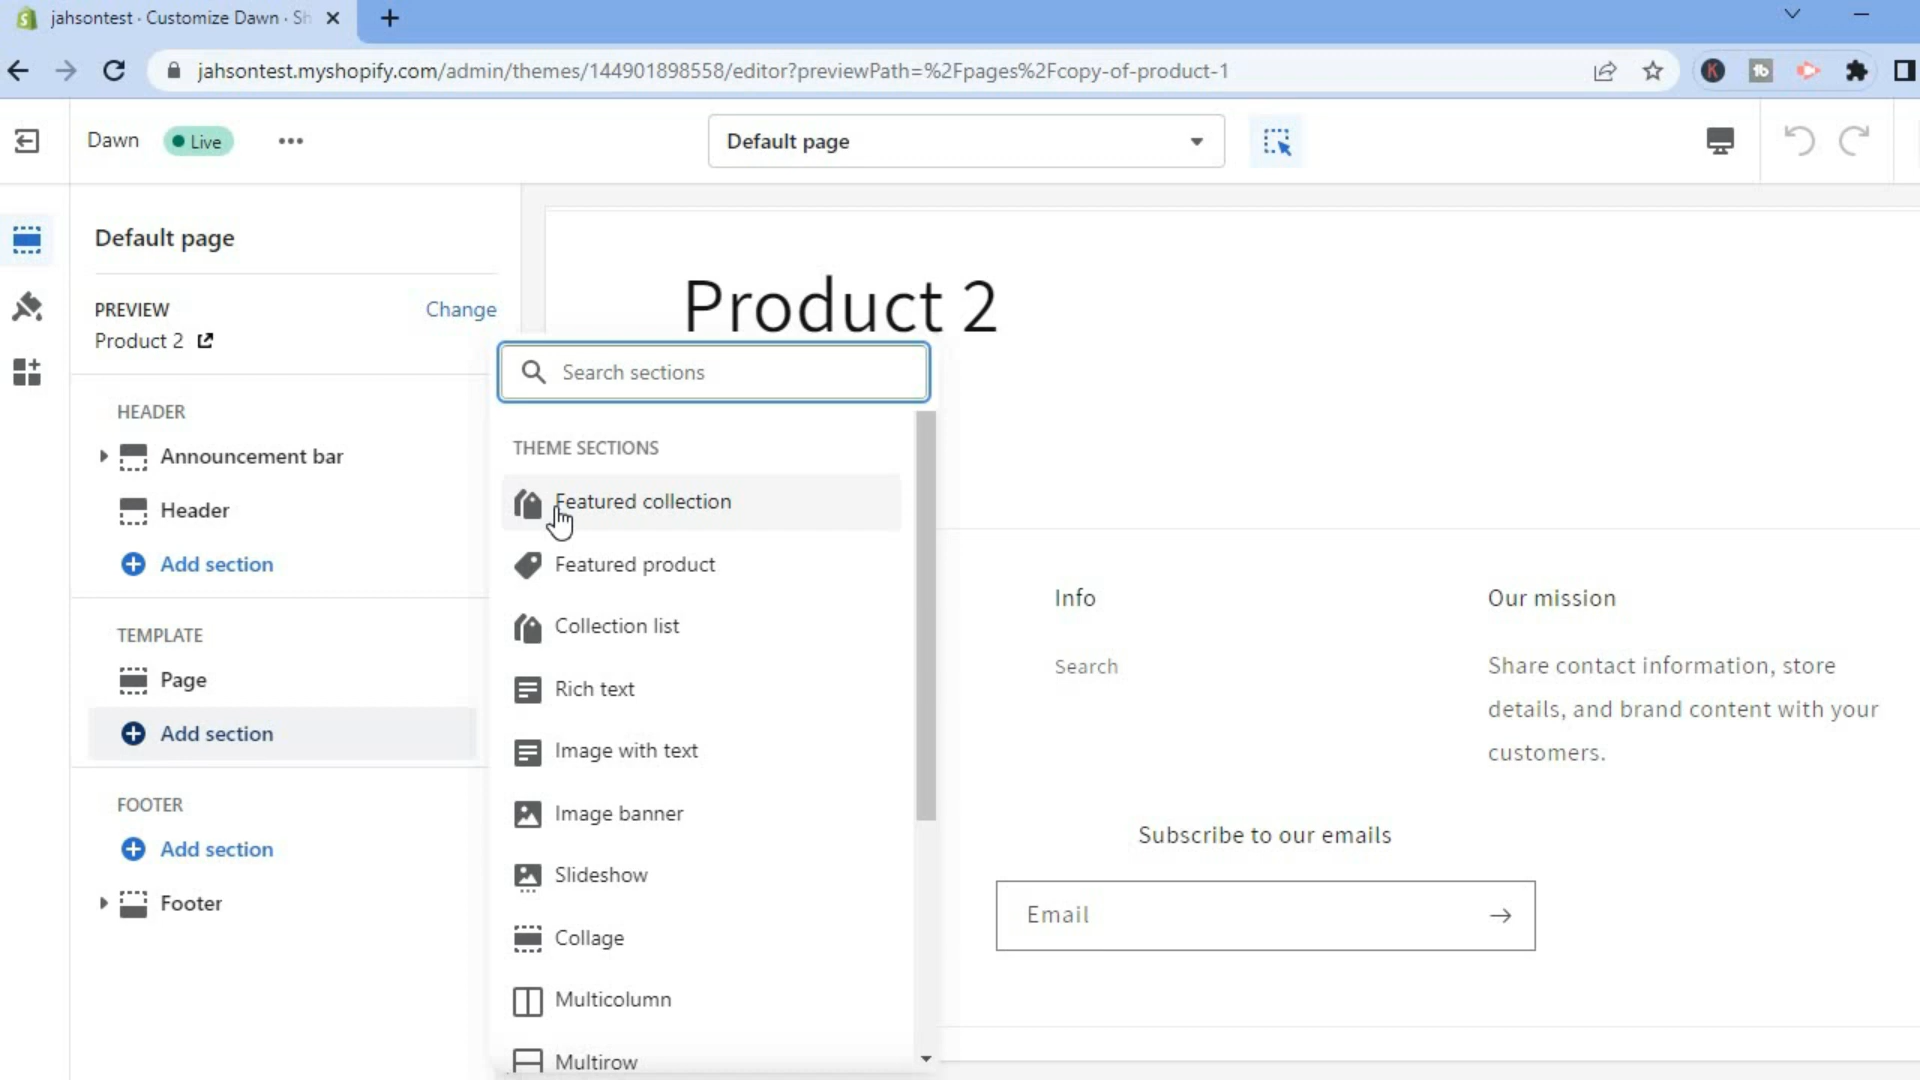 jahsontest · Customize Dawn · Sh
jahsontest.myshopify.com/admin/themes/144901898558/editor?previewPath=%2Fpages%2Fcopy-of-product-1
Dawn
Live
Default page
Default page
PREVIEW
Change
Product 2
HEADER
Announcement bar
Header
Add section
TEMPLATE
Page
Add section
FOOTER
Add section
Footer
Search sections
THEME SECTIONS
Featured collection
Featured product
Collection list
Rich text
Image with text
Image banner
Slideshow
Collage
Multicolumn
Multirow
Product 2
Info
Search
Our mission
Share contact information, store
details, and brand content with your
customers.
Subscribe to our emails
Email